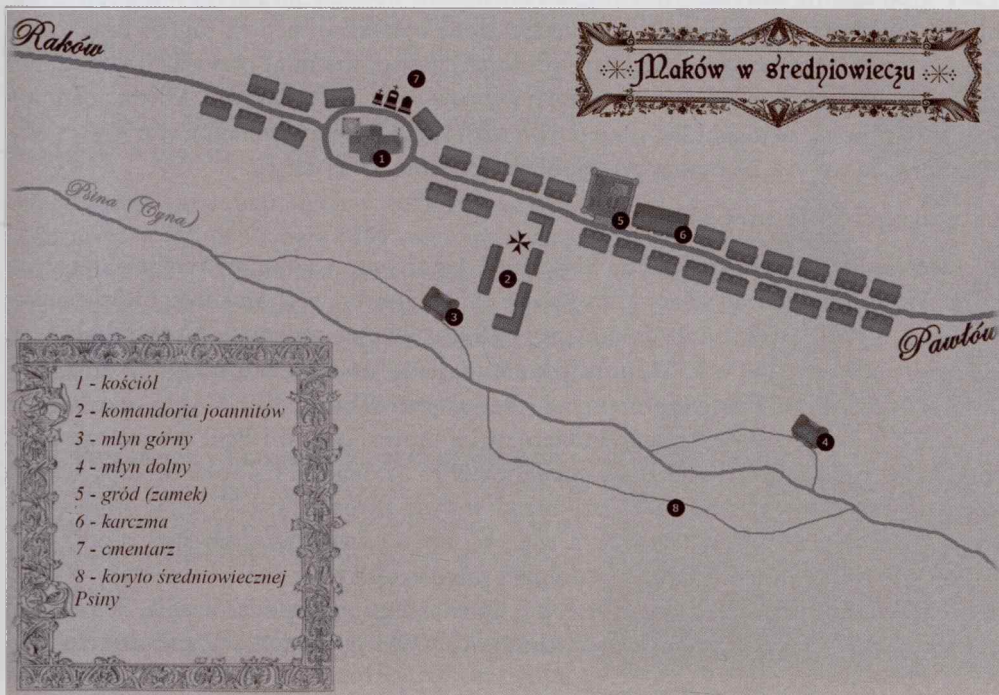 Raków
Maków w średniowieczu
7
1
Psina (Cyna)
5
6
2
3
Pawłów
4
8
1 - kościół
2 - komandoria joannitów
3 - młyn górny
4 - młyn dolny
5 - gród (zamek)
6 - karczma
7 - cmentarz
8 - koryto średniowiecznej
Psiny